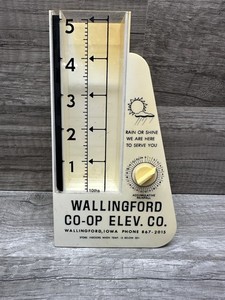 5
4
3
2
1
10ths
RAIN OR SHINE
WE ARE HERE
TO SERVE YOU
WALLINGFORD
CO-OP ELEV. CO.
WALLINGFORD, IOWA PHONE 867-2015